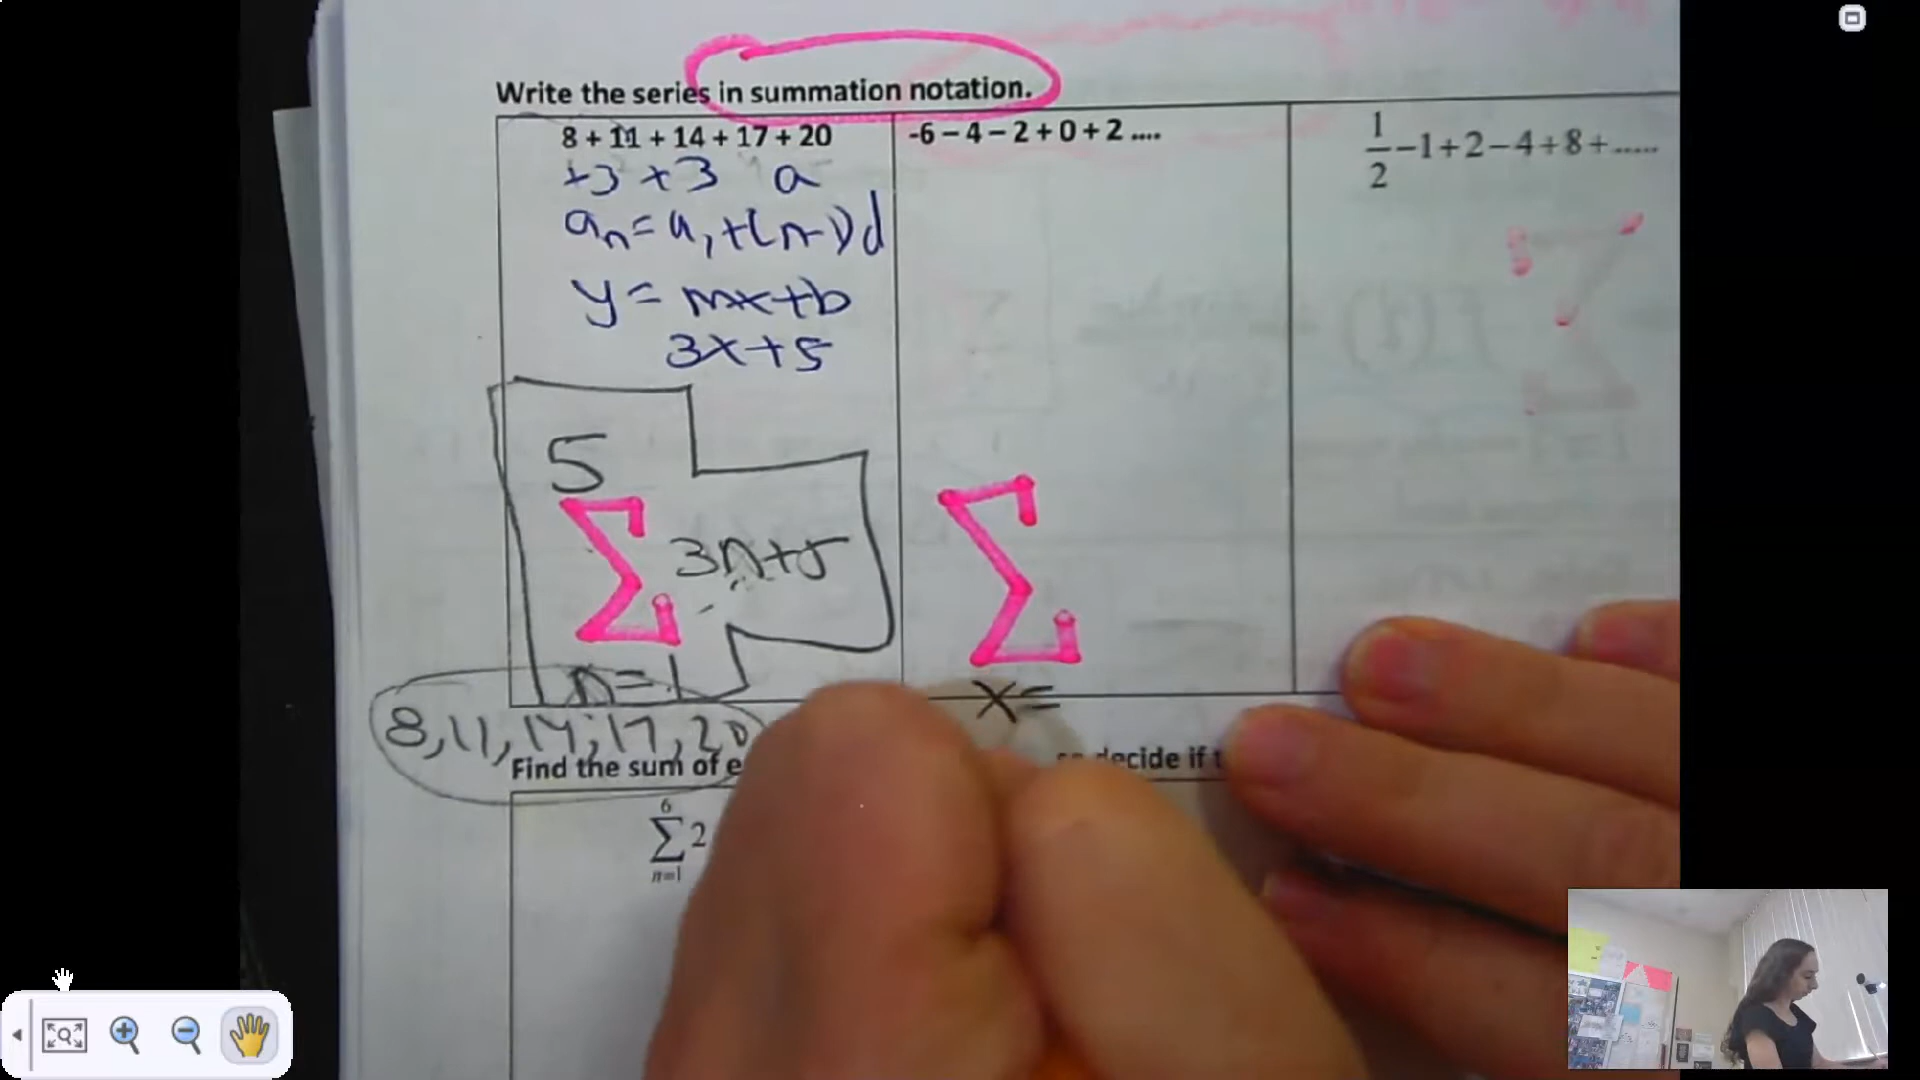 Write the series in summation notation.
8 + 11 + 14 + 17 + 20
+3 +3 a
aₙ = a₁ + (n-1)d
y = mx+b
3x+5
5
Σ 3n+5
n=1
8, 11, 14, 17, 20
-6 – 4 – 2 + 0 + 2 ....
Σ
x=
1/2 – 1 + 2 – 4 + 8 + ......
Find the sum of
decide if
6
Σ 2
n=1